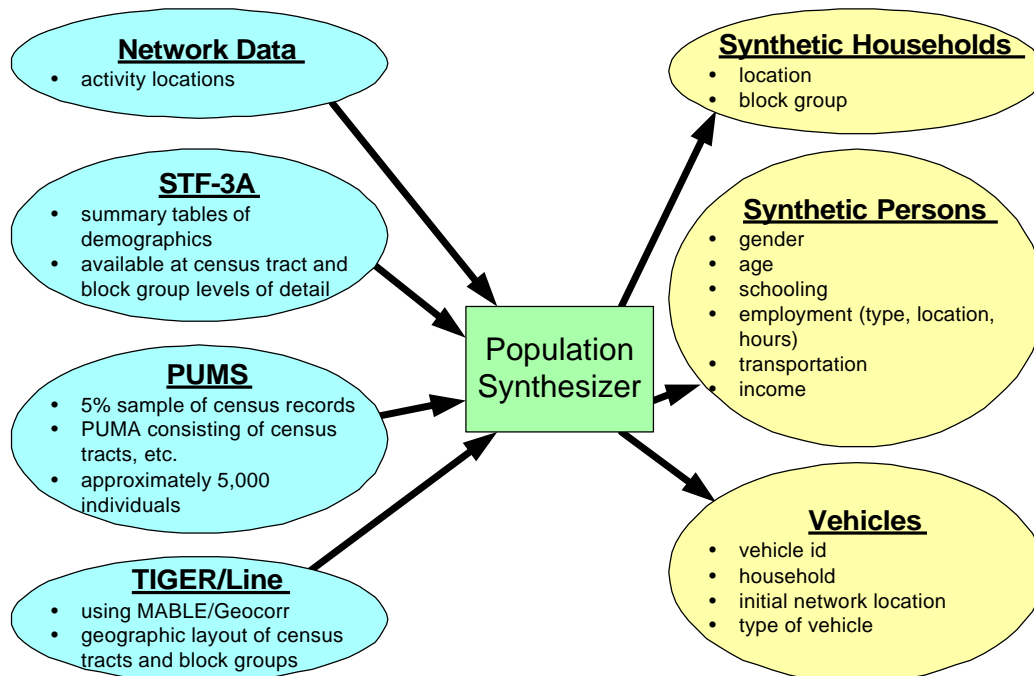 Network Data
• activity locations
STF-3A
• summary tables of
demographics
• available at census tract and
block group levels of detail
PUMS
• 5% sample of census records
• PUMA consisting of census
tracts, etc.
• approximately 5,000
individuals
TIGER/Line
• using MABLE/Geocorr
• geographic layout of census
tracts and block groups
Population
Synthesizer
Synthetic Households
• location
• block group
Synthetic Persons
• gender
• age
• schooling
• employment (type, location,
hours)
• transportation
• income
Vehicles
• vehicle id
• household
• initial network location
• type of vehicle